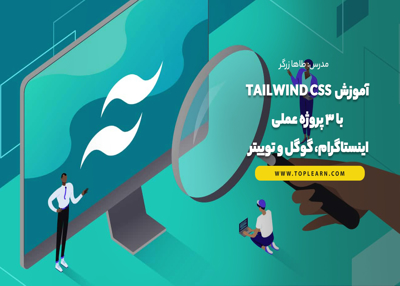 مدرس: طاها زرگر
آموزش TAILWIND CSS
با ۳ پروژه عملی
اینستاگرام، گوگل و توییتر
WWW.TOPLEARN.COM